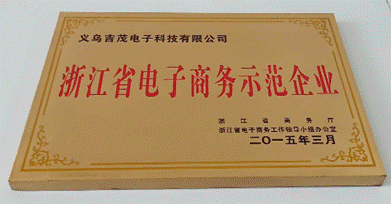 义乌吉茂电子科技有限公司
浙江省电子商务示范企业
浙江省商务厅
浙江省电子商务工作领导小组办公室
二〇一五年三月